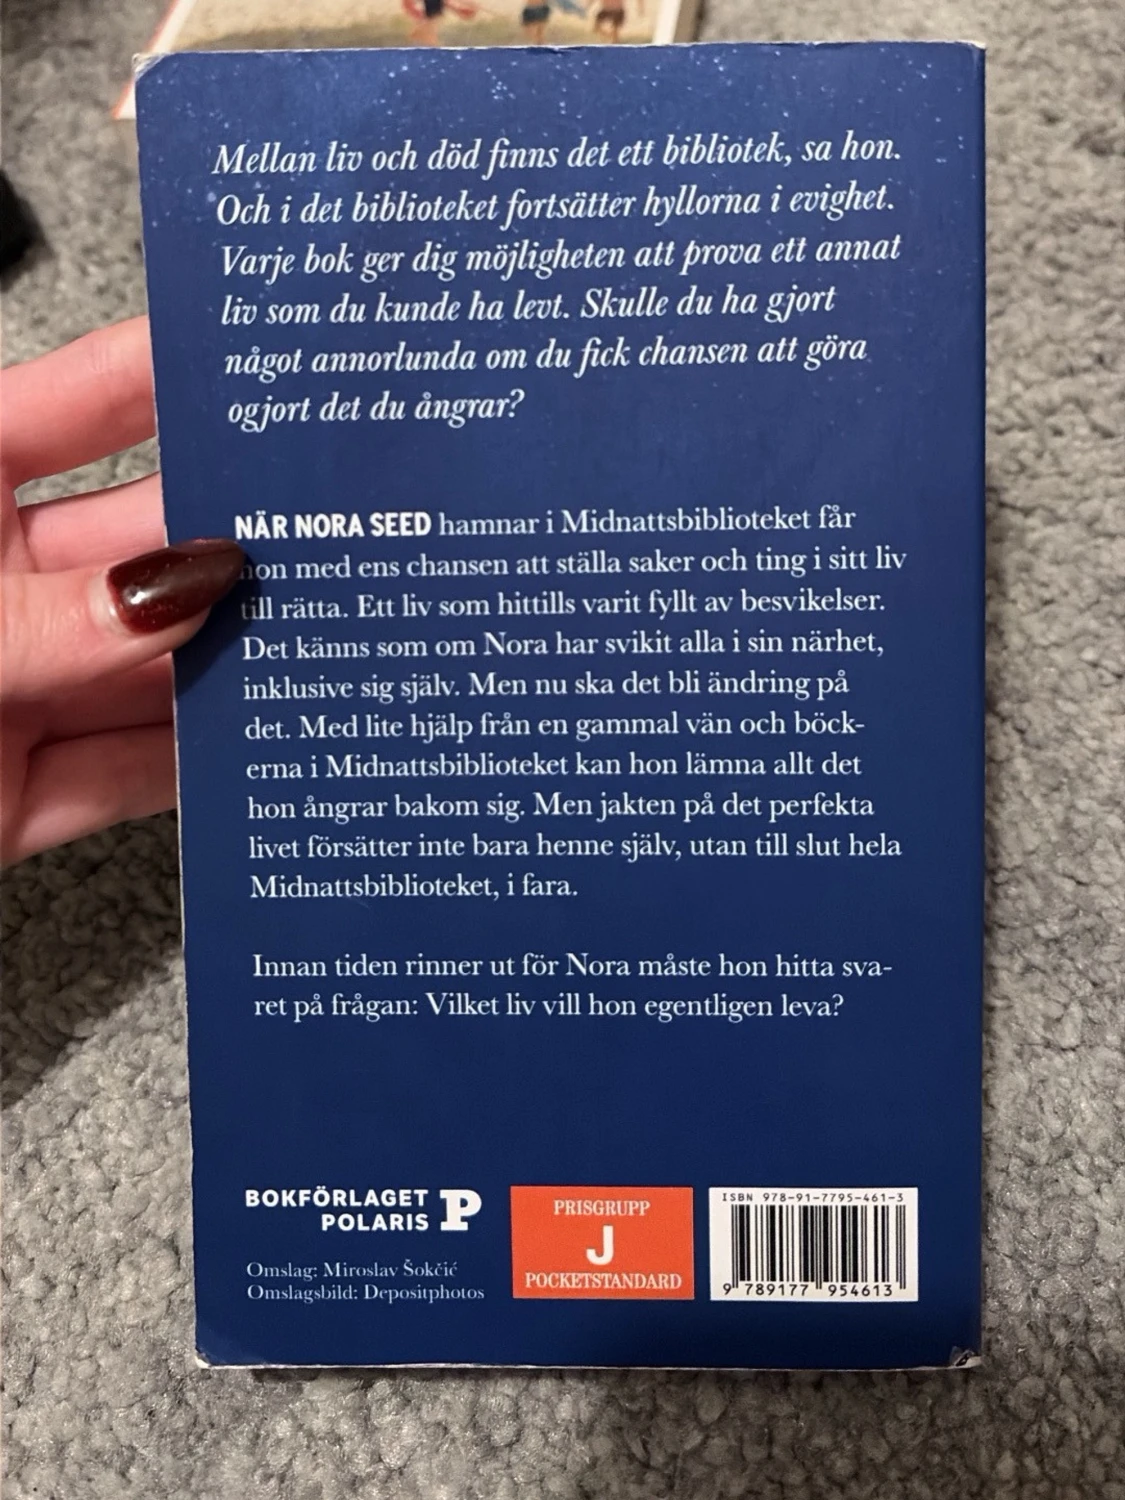 Mellan liv och död finns det ett bibliotek, sa hon.
Och i det biblioteket fortsätter hyllorna i evighet.
Varje bok ger dig möjligheten att prova ett annat
liv som du kunde ha levt. Skulle du ha gjort
något annorlunda om du fick chansen att göra
ogjort det du ångrar?
NÄR NORA SEED hamnar i Midnattsbiblioteket får
hon med ens chansen att ställa saker och ting i sitt liv
till rätta. Ett liv som hittills varit fyllt av besvikelser.
Det känns som om Nora har svikit alla i sin närhet,
inklusive sig själv. Men nu ska det bli ändring på
det. Med lite hjälp från en gammal vän och böck-
erna i Midnattsbiblioteket kan hon lämna allt det
hon ångrar bakom sig. Men jakten på det perfekta
livet försätter inte bara henne själv, utan till slut hela
Midnattsbiblioteket, i fara.
Innan tiden rinner ut för Nora måste hon hitta sva-
ret på frågan: Vilket liv vill hon egentligen leva?
BOKFÖRLAGET
POLARIS P
Omslag: Miroslav Šokčić
Omslagsbild: Depositphotos
PRISGRUPP
J
POCKETSTANDARD
ISBN 978-91-7795-461-3
9 789177 954613